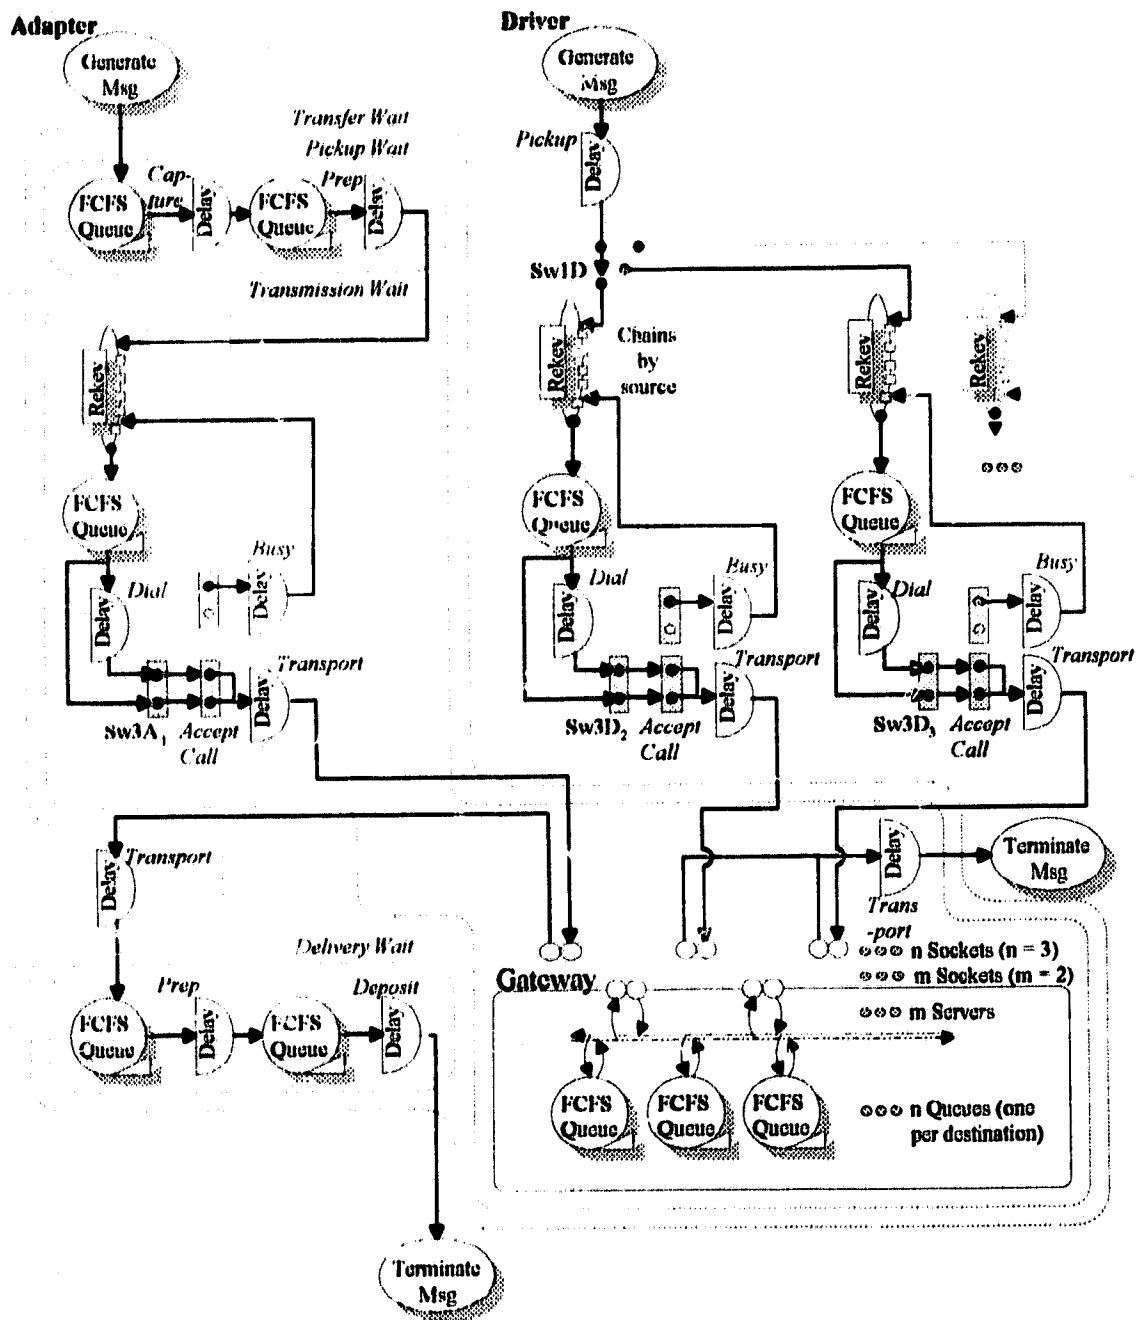 Adapter
Generate
Msg
Transfer Wait
Pickup Wait
Cap-
ture
Prep
FCFS
Queue
Delay
FCFS
Queue
Delay
Transmission Wait
Rekey
FCFS
Queue
Dial
Delay
Busy
Delay
Transport
Delay
Sw3A₁
Accept
Call
Transport
Delay
Delivery Wait
Prep
Deposit
FCFS
Queue
Delay
FCFS
Queue
Delay
Terminate
Msg
Driver
Generate
Msg
Pickup
Delay
Sw1D
Rekey
Chains
by
source
Rekey
Rekey
FCFS
Queue
FCFS
Queue
Dial
Delay
Busy
Delay
Transport
Delay
Sw3D₂
Accept
Call
Dial
Delay
Busy
Delay
Transport
Delay
Sw3D₃
Accept
Call
Delay
Trans
-port
Terminate
Msg
n Sockets (n = 3)
Gateway
m Sockets (m = 2)
m Servers
FCFS
Queue
FCFS
Queue
FCFS
Queue
n Queues (one
per destination)